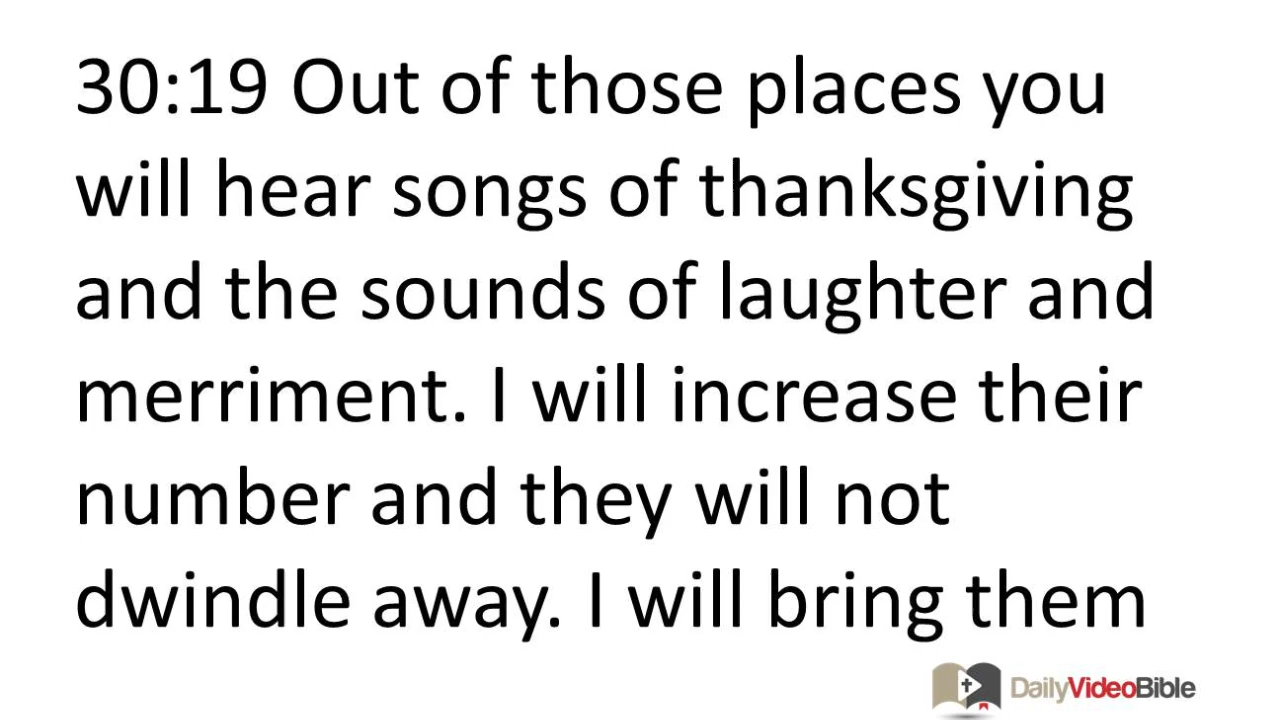 30:19 Out of those places you
will hear songs of thanksgiving
and the sounds of laughter and
merriment. I will increase their
number and they will not
dwindle away. I will bring them
DailyVideoBible